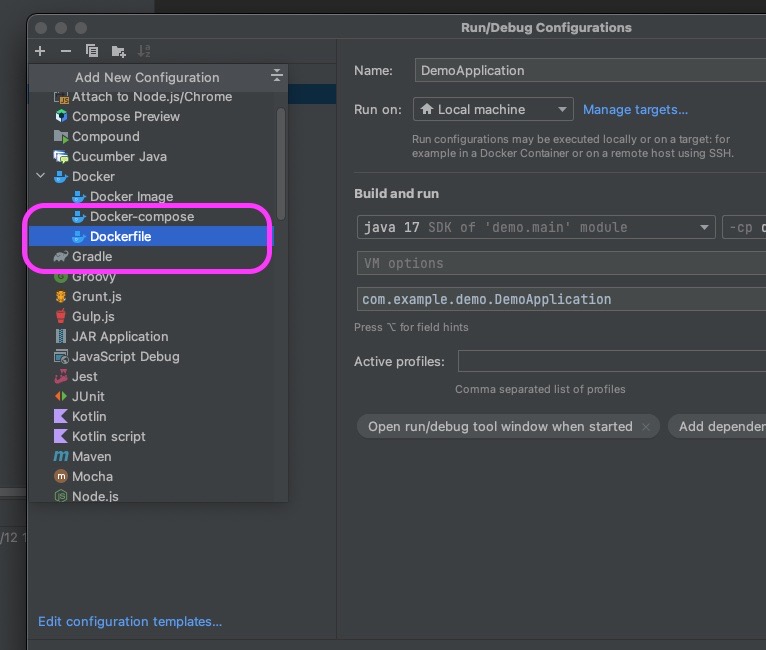 Run/Debug Configurations
Add New Configuration
Attach to Node.js/Chrome
Compose Preview
Compound
Cucumber Java
Docker
Docker Image
Docker-compose
Dockerfile
Gradle
Groovy
Grunt.js
Gulp.js
JAR Application
JavaScript Debug
Jest
JUnit
Kotlin
Kotlin script
Maven
Mocha
Node.js
/12 1
Edit configuration templates...
Name: DemoApplication
Run on: Local machine Manage targets...
Run configurations may be executed locally or on a target: for
example in a Docker Container or on a remote host using SSH.
Build and run
java 17 SDK of 'demo.main' module -cp d
VM options
com.example.demo.DemoApplication
Press ⌥ for field hints
Active profiles:
Comma separated list of profiles
Open run/debug tool window when started × Add depende